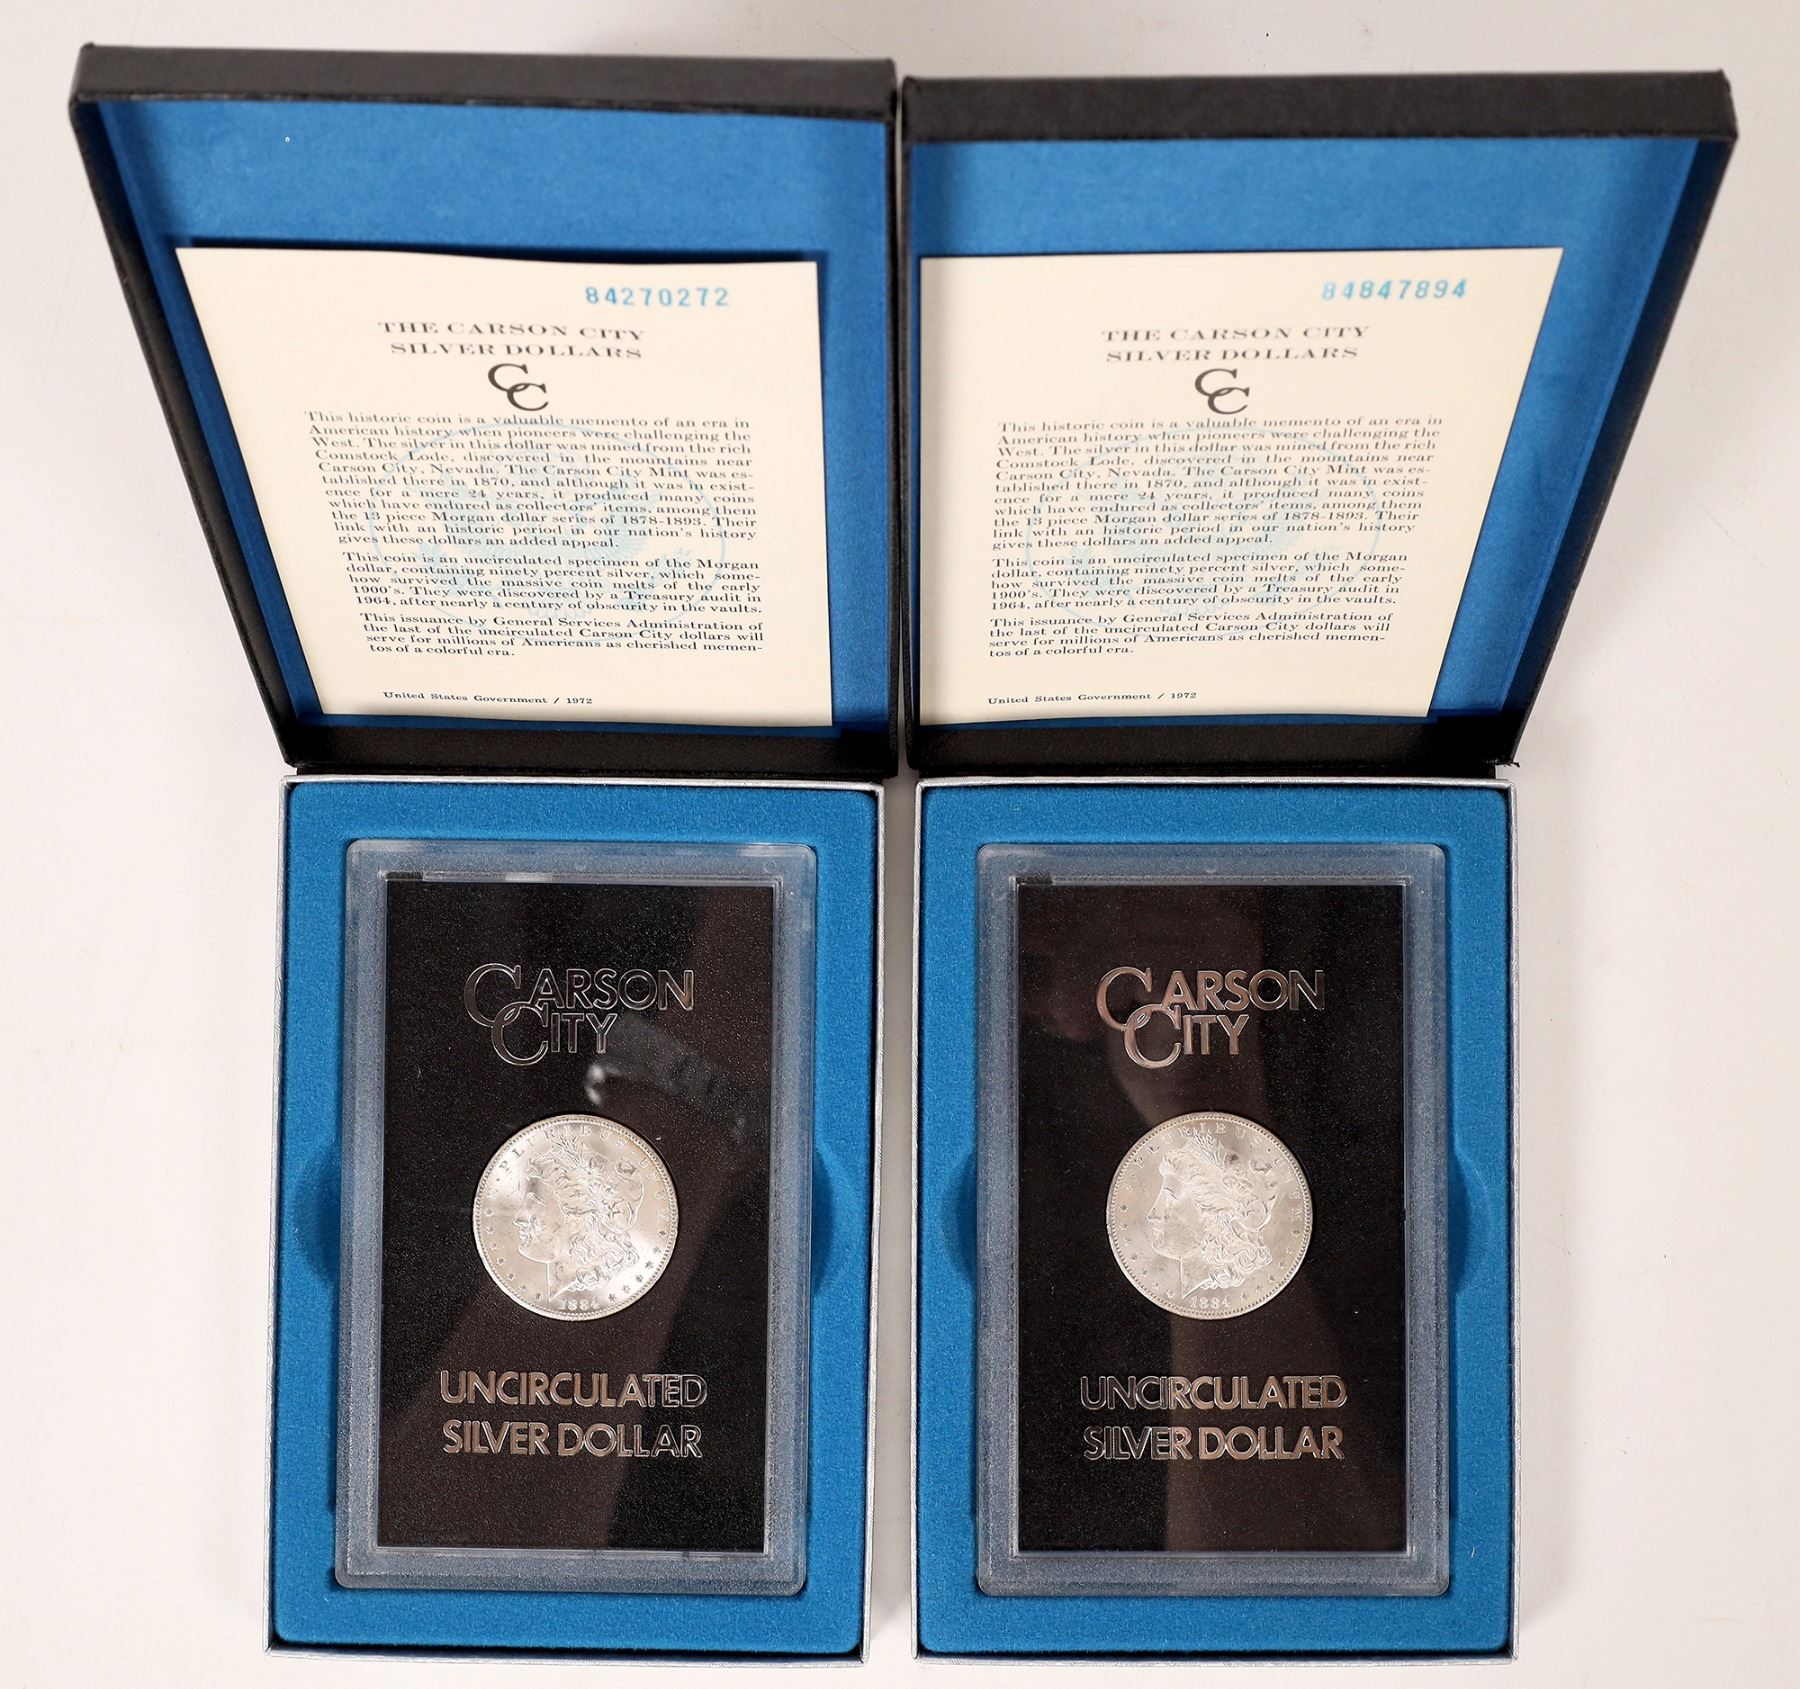 84270272
THE CARSON CITY
SILVER DOLLARS
CC
This historic coin is a valuable memento of an era in
American history when pioneers were challenging the
West. The silver in this dollar was mined from the rich
Comstock Lode, discovered in the mountains near
Carson City, Nevada. The Carson City Mint was es-
tablished there in 1870, and although it was in exist-
ence for a mere 24 years, it produced many coins
which have endured as collectors' items, among them
the 13 piece Morgan dollar series of 1878-1893. Their
link with an historic period in our nation's history
gives these dollars an added appeal.
This coin is an uncirculated specimen of the Morgan
dollar, containing ninety percent silver, which some-
how survived the massive coin melts of the early
1900's. They were discovered by a Treasury audit in
1964, after nearly a century of obscurity in the vaults.
This issuance by General Services Administration of
the last of the uncirculated Carson City dollars will
serve for millions of Americans as cherished memen-
tos of a colorful era.
United States Government / 1972
84847894
THE CARSON CITY
SILVER DOLLARS
CC
This historic coin is a valuable memento of an era in
American history when pioneers were challenging the
West. The silver in this dollar was mined from the rich
Comstock Lode, discovered in the mountains near
Carson City, Nevada. The Carson City Mint was es-
tablished there in 1870, and although it was in exist-
ence for a mere 24 years, it produced many coins
which have endured as collectors' items, among them
the 13 piece Morgan dollar series of 1878-1893. Their
link with an historic period in our nation's history
gives these dollars an added appeal.
This coin is an uncirculated specimen of the Morgan
dollar, containing ninety percent silver, which some-
how survived the massive coin melts of the early
1900's. They were discovered by a Treasury audit in
1964, after nearly a century of obscurity in the vaults.
This issuance by General Services Administration of
the last of the uncirculated Carson City dollars will
serve for millions of Americans as cherished memen-
tos of a colorful era.
United States Government / 1972
CARSON
CITY
E · PLURIBUS · UNUM
1884
UNCIRCULATED
SILVER DOLLAR
CARSON
CITY
E · PLURIBUS · UNUM
1884
UNCIRCULATED
SILVER DOLLAR